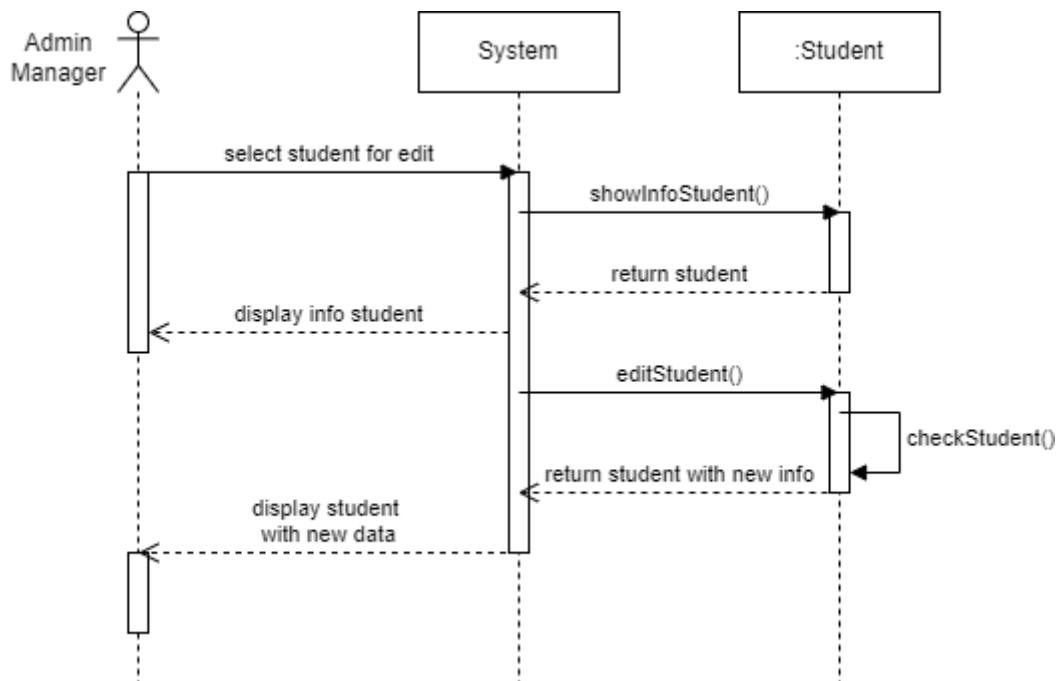 Admin
Manager
System
:Student
select student for edit
showInfoStudent()
return student
display info student
editStudent()
checkStudent()
return student with new info
display student
with new data